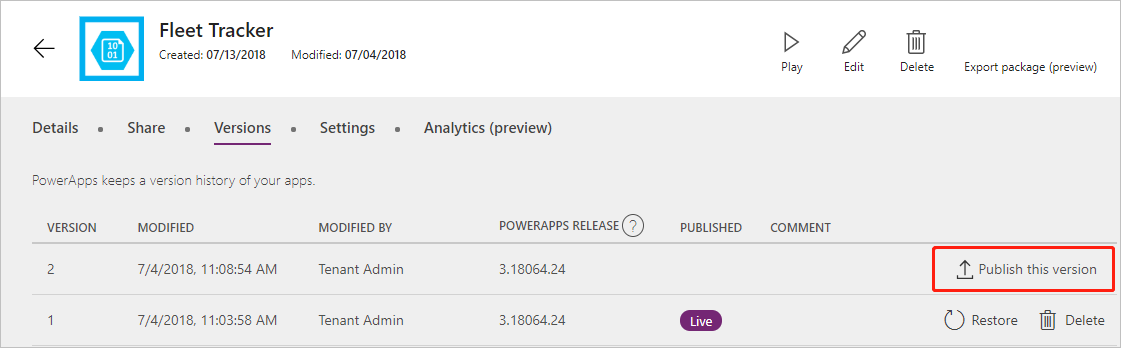 Fleet Tracker
Created: 07/13/2018 Modified: 07/04/2018
10
01
Play Edit Delete Export package (preview)
Details • Share • Versions • Settings • Analytics (preview)
PowerApps keeps a version history of your apps.
VERSION MODIFIED MODIFIED BY POWERAPPS RELEASE ? PUBLISHED COMMENT
2 7/4/2018, 11:08:54 AM Tenant Admin 3.18064.24 Publish this version
1 7/4/2018, 11:03:58 AM Tenant Admin 3.18064.24 Live Restore Delete